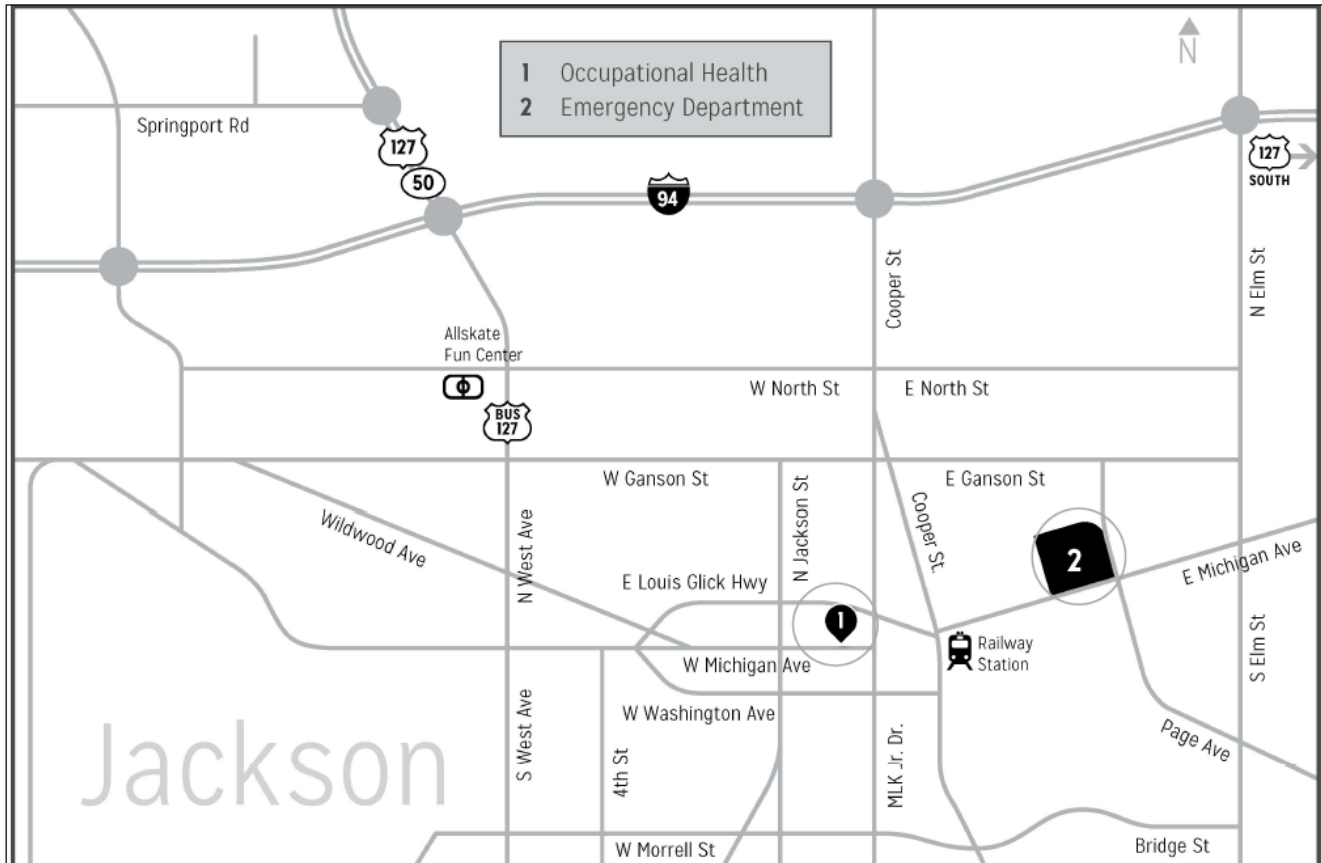 1 Occupational Health
2 Emergency Department
N
Springport Rd
127
50
94
127
SOUTH
Cooper St
N Elm St
Allskate
Fun Center
W North St
E North St
BUS
127
W Ganson St
E Ganson St
Wildwood Ave
N West Ave
N Jackson St
Cooper St.
2
E Michigan Ave
E Louis Glick Hwy
1
Railway
Station
S Elm St
W Michigan Ave
W Washington Ave
S West Ave
4th St
MLK Jr. Dr.
Page Ave
Jackson
W Morrell St
Bridge St